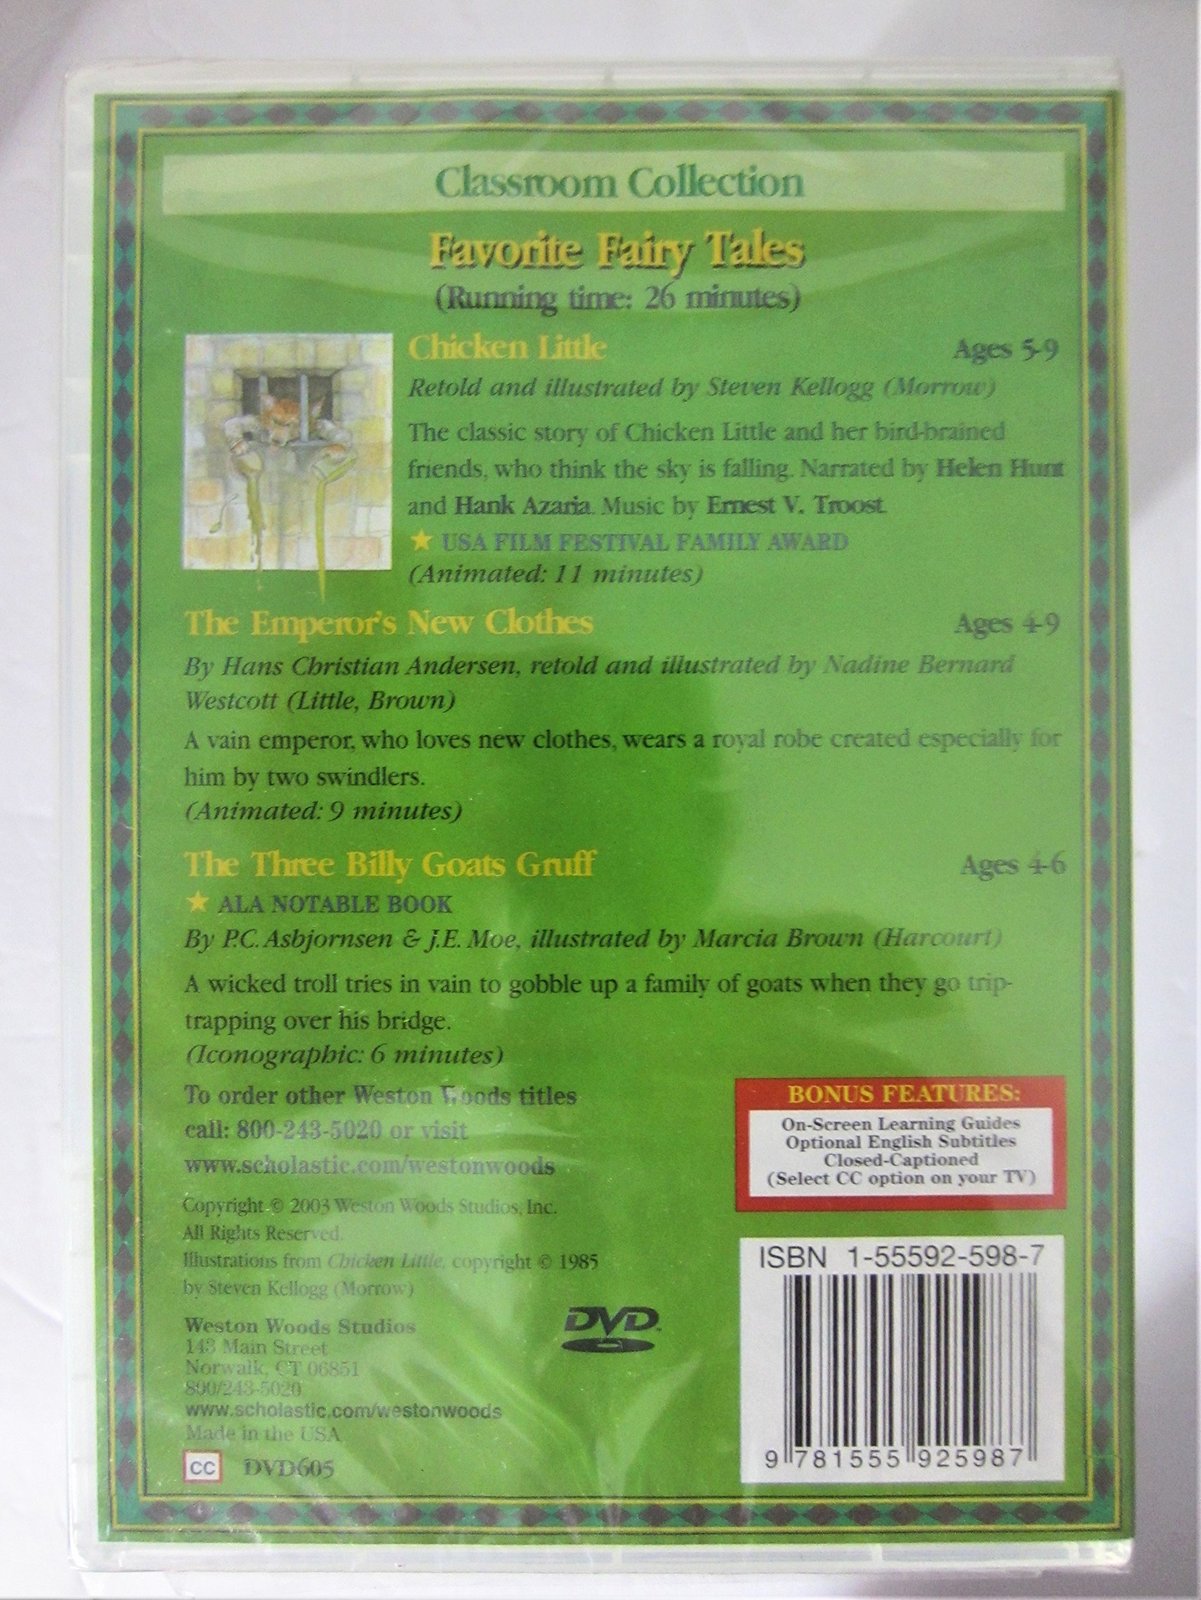 Classroom Collection
Favorite Fairy Tales
(Running time: 26 minutes)
Chicken Little Ages 5-9
Retold and illustrated by Steven Kellogg (Morrow)
The classic story of Chicken Little and her bird-brained
friends, who think the sky is falling. Narrated by Helen Hunt
and Hank Azaria. Music by Ernest V. Troost.
★ USA FILM FESTIVAL FAMILY AWARD
(Animated: 11 minutes)
The Emperor's New Clothes Ages 4-9
By Hans Christian Andersen, retold and illustrated by Nadine Bernard
Westcott (Little, Brown)
A vain emperor, who loves new clothes, wears a royal robe created especially for
him by two swindlers.
(Animated: 9 minutes)
The Three Billy Goats Gruff Ages 4-6
★ ALA NOTABLE BOOK
By P.C. Asbjornsen & J.E. Moe, illustrated by Marcia Brown (Harcourt)
A wicked troll tries in vain to gobble up a family of goats when they go trip-
trapping over his bridge.
(Iconographic: 6 minutes)
To order other Weston Woods titles
call: 800-243-5020 or visit
www.scholastic.com/westonwoods
Copyright © 2003 Weston Woods Studios, Inc.
All Rights Reserved.
Illustrations from Chicken Little, copyright © 1985
by Steven Kellogg (Morrow)
Weston Woods Studios
143 Main Street
Norwalk, CT 06851
800/243-5020
www.scholastic.com/westonwoods
Made in the USA
CC DVD605
DVD™
BONUS FEATURES:
On-Screen Learning Guides
Optional English Subtitles
Closed-Captioned
(Select CC option on your TV)
ISBN 1-55592-598-7
9 781555 925987